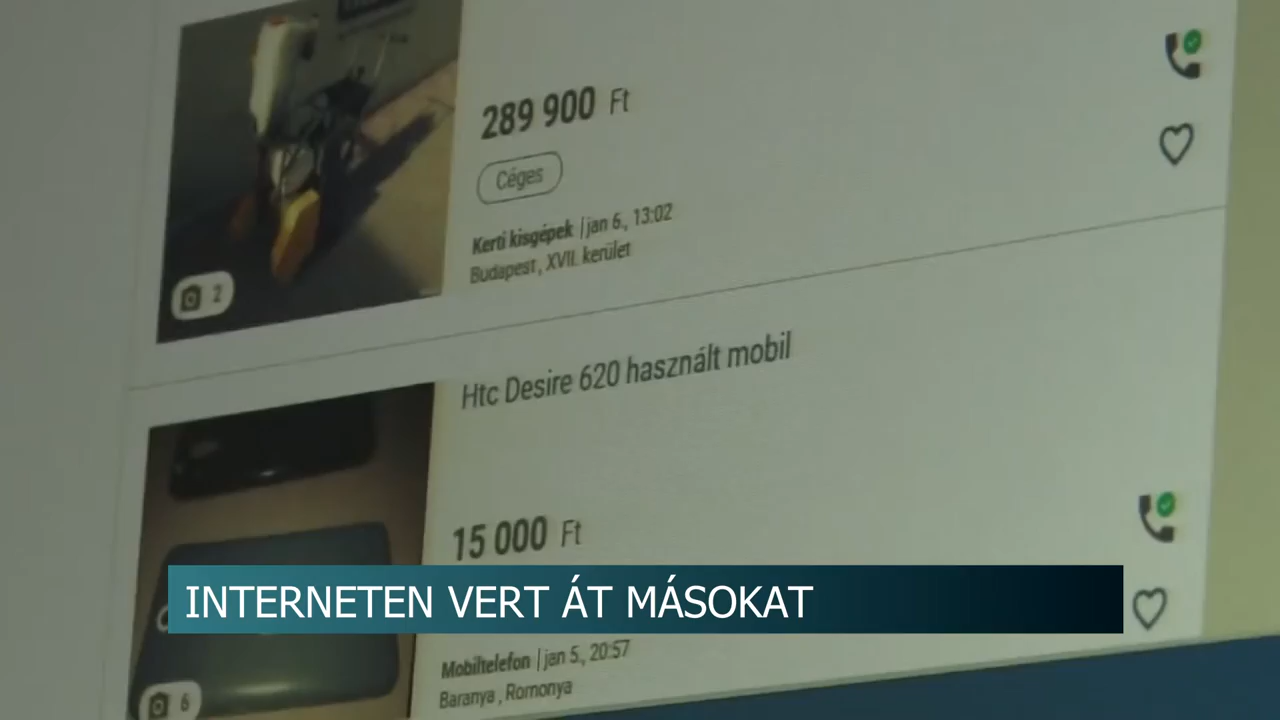 289 900 Ft
Céges
Kerti kisgépek | jan 6., 13:02
Budapest, XVII. kerület
2
Htc Desire 620 használt mobil
15 000 Ft
INTERNETEN VERT ÁT MÁSOKAT
Mobiltelefon | jan 5., 20:57
Baranya, Romonya
6